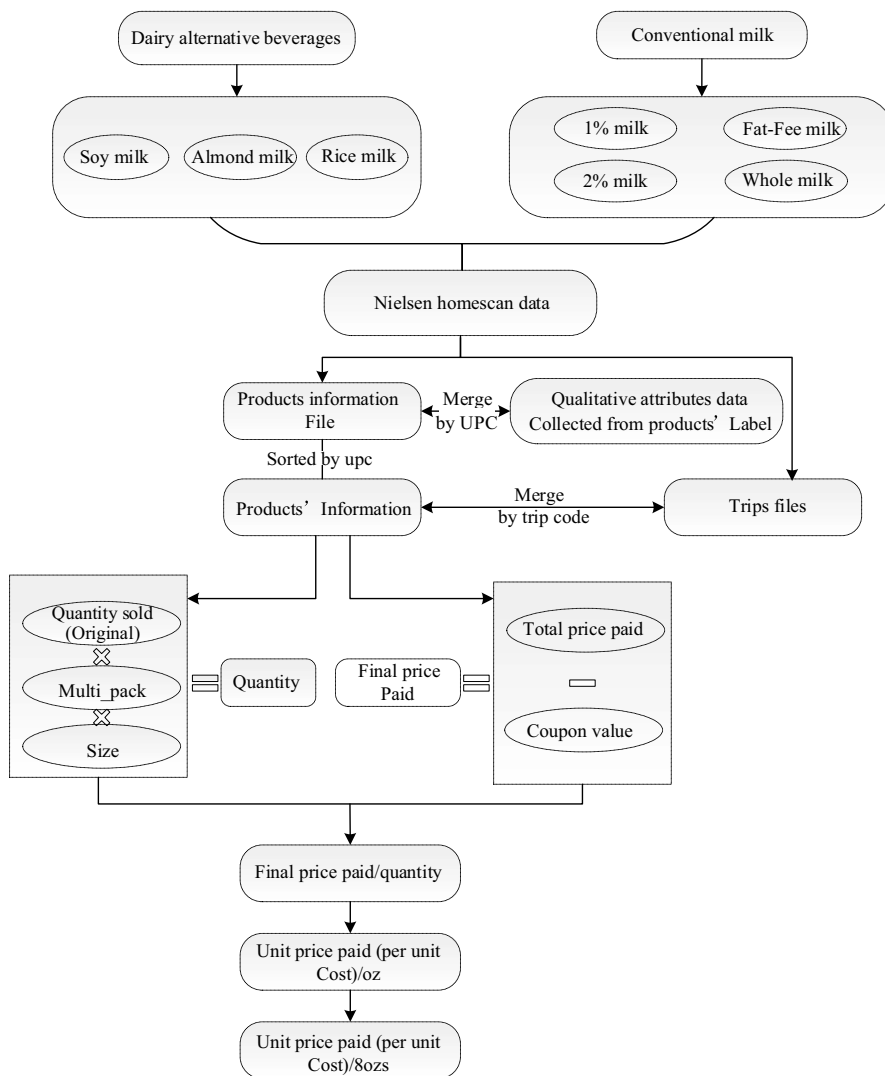 Dairy alternative beverages
Conventional milk
Soy milk
Almond milk
Rice milk
1% milk
Fat-Fee milk
2% milk
Whole milk
Nielsen homescan data
Products information
File
Merge
by UPC
Qualitative attributes data
Collected from products’ Label
Sorted by upc
Products’ Information
Merge
by trip code
Trips files
Quantity sold
(Original)
Multi_pack
Size
Quantity
Final price
Paid
Total price paid
Coupon value
Final price paid/quantity
Unit price paid (per unit
Cost)/oz
Unit price paid (per unit
Cost)/8ozs